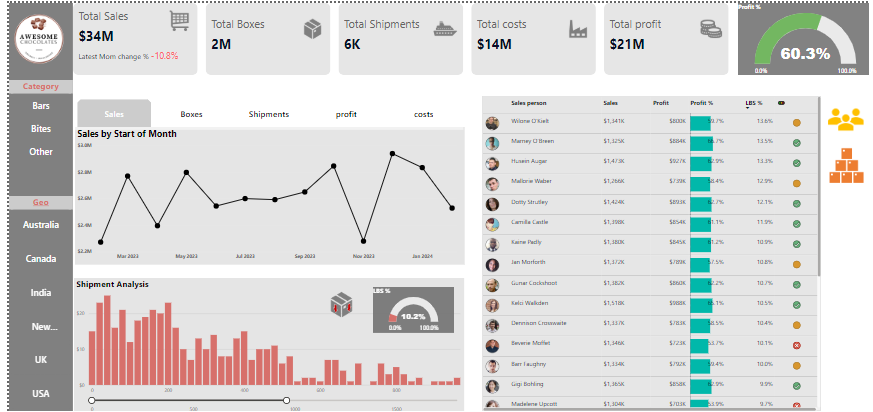 AWESOME
CHOCOLATES
Total Sales
$34M
Latest Mom change % -10.8%
Total Boxes
2M
Total Shipments
6K
Total costs
$14M
Total profit
$21M
Profit %
60.3%
0.0% 100.0%
Category
Bars
Bites
Other
Geo
Australia
Canada
India
New...
UK
USA
Sales Boxes Shipments profit costs
Sales by Start of Month
$3.0M
$2.8M
$2.6M
$2.4M
$2.2M
Mar 2023 May 2023 Jul 2023 Sep 2023 Nov 2023 Jan 2024
Shipment Analysis
LBS %
10.2%
0.0% 100.0%
$0
0 200 400 600
0 500 1000 1500
Sales person Sales Profit Profit % LBS %
Wilone O'Kielt $1,341K $800K 59.7% 13.6%
Marney O'Breen $1,325K $884K 66.7% 13.5%
Husein Augar $1,473K $927K 62.9% 13.3%
Mallorie Waber $1,266K $739K 58.4% 12.9%
Dotty Strutley $1,424K $893K 62.7% 12.1%
Camilla Castle $1,398K $854K 61.1% 11.9%
Kaine Padly $1,380K $845K 61.2% 10.9%
Jan Morforth $1,372K $789K 57.5% 10.8%
Gunar Cockshoot $1,382K $860K 62.2% 10.7%
Kelci Walkden $1,518K $988K 65.1% 10.5%
Dennison Crosswaite $1,337K $783K 58.5% 10.4%
Beverie Moffet $1,346K $723K 53.7% 10.1%
Barr Faughny $1,334K $792K 59.4% 10.0%
Gigi Bohling $1,365K $858K 62.9% 9.9%
Madelene Upcott $1,304K $703K 53.9% 9.7%